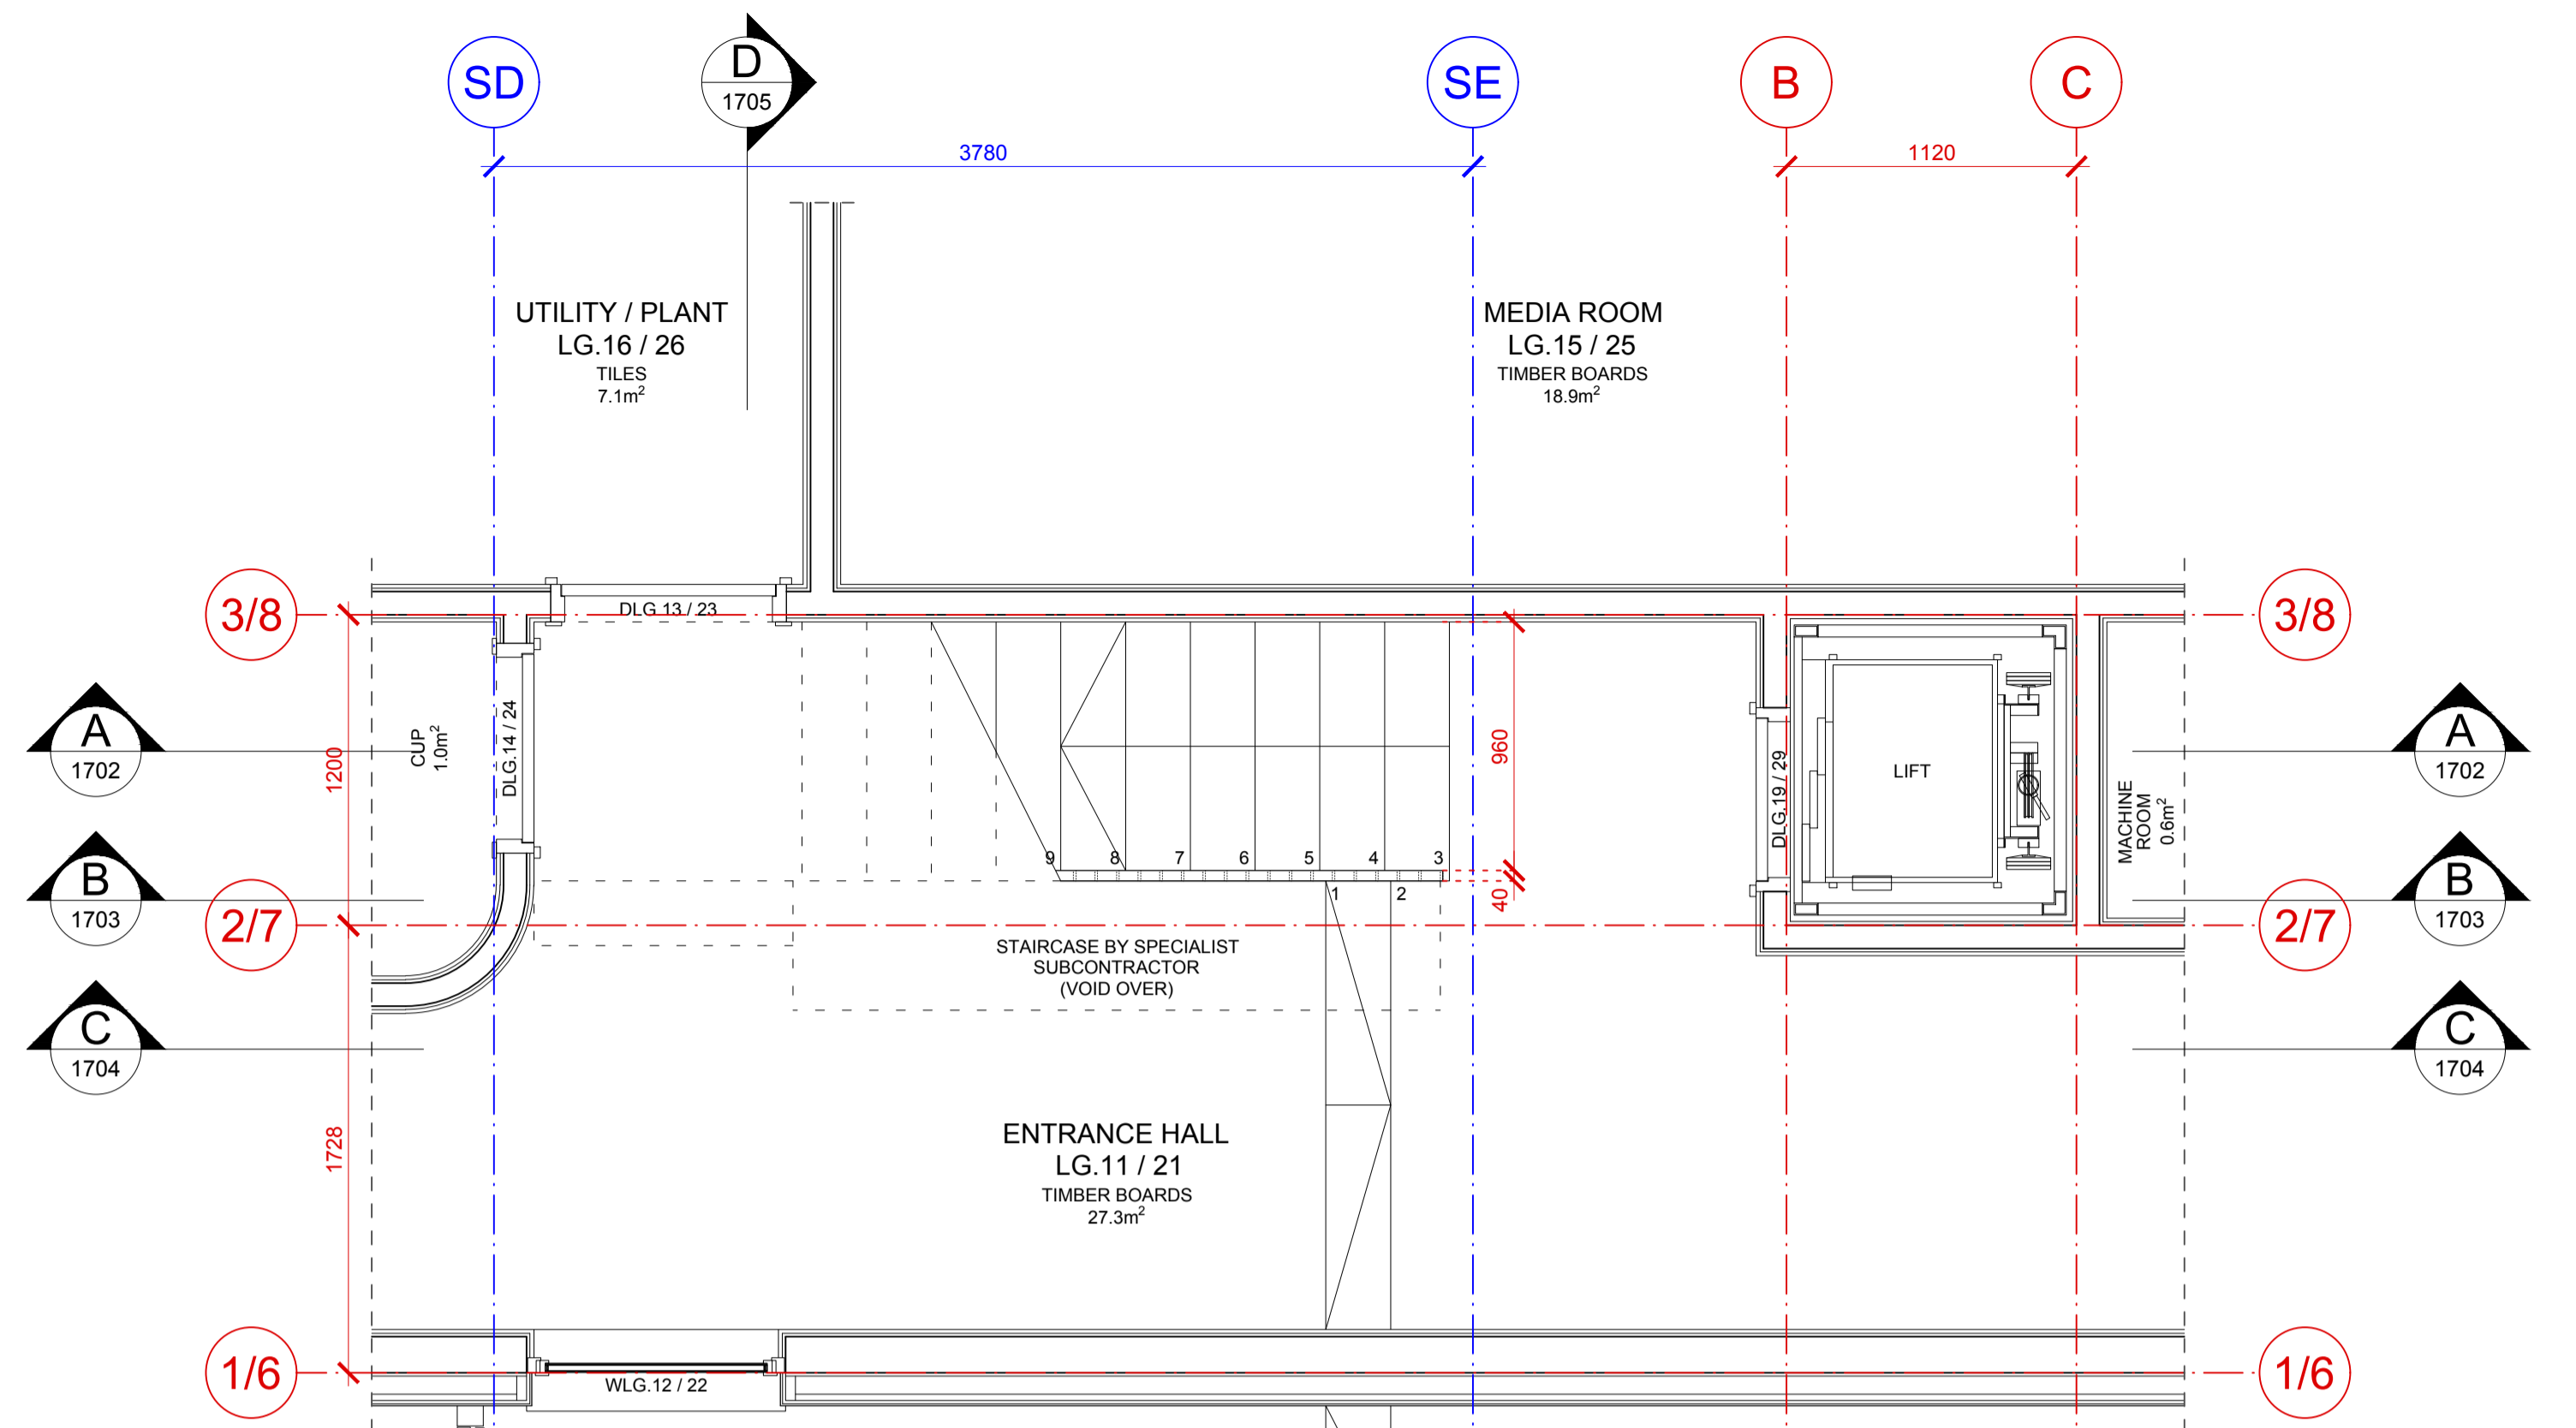 SD
D
1705
SE
B
C
3780
1120
UTILITY / PLANT
LG.16 / 26
TILES
7.1m²
MEDIA ROOM
LG.15 / 25
TIMBER BOARDS
18.9m²
3/8
DLG 13 / 23
3/8
A
1702
CUP
1.0m²
DLG.14 / 24
1200
960
DLG.19 / 29
LIFT
MACHINE
ROOM
0.6m²
A
1702
9 8 7 6 5 4 3
B
1703
40
1 2
B
1703
2/7
2/7
STAIRCASE BY SPECIALIST
SUBCONTRACTOR
(VOID OVER)
C
1704
C
1704
1728
ENTRANCE HALL
LG.11 / 21
TIMBER BOARDS
27.3m²
1/6
WLG.12 / 22
1/6